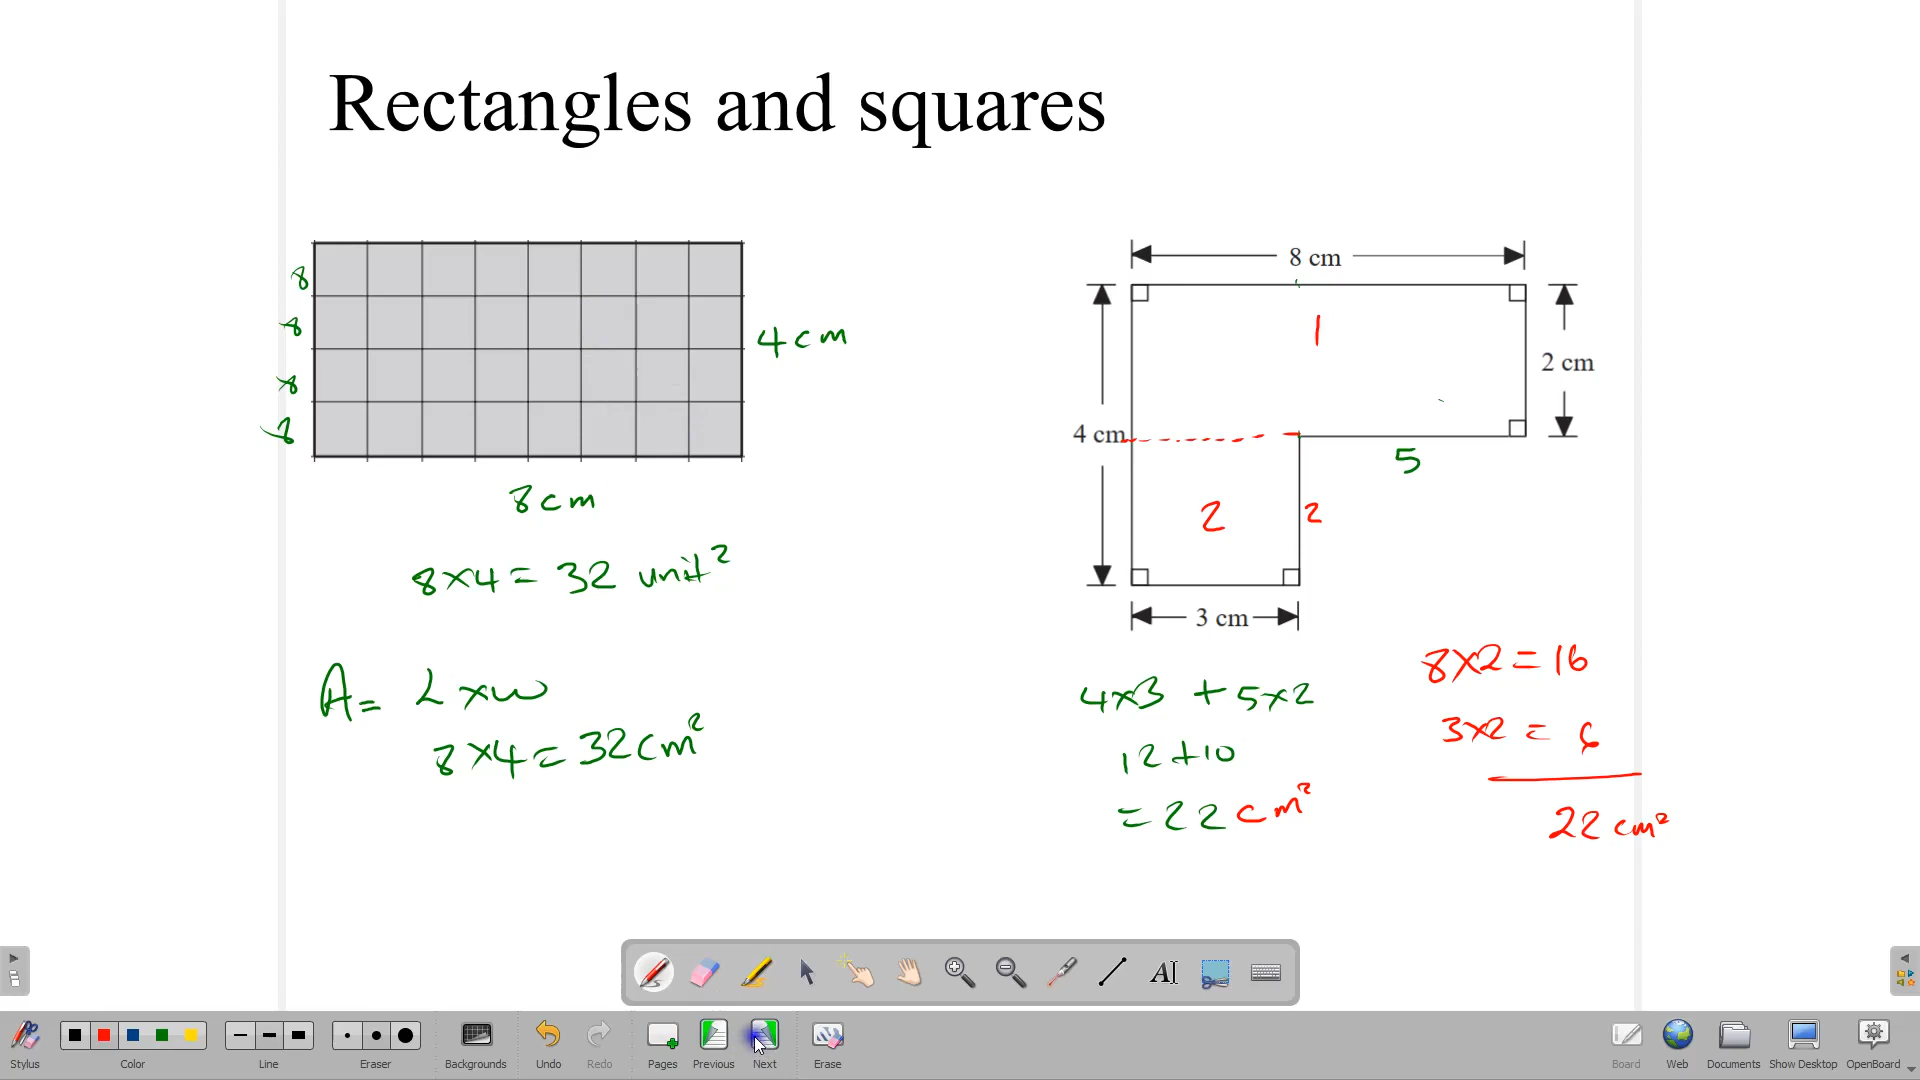 Rectangles and squares
8
8
8
8
4cm
8cm
8×4= 32 unit²
A= L×w
8×4=32cm²
8 cm
1
2 cm
4 cm
5
2
2
3 cm
4×3 + 5×2
12+10
=22 cm²
8×2=16
3×2 = 6
22 cm²
AI
Stylus
Color
Line
Eraser
Backgrounds
Undo
Redo
Pages
Previous
Next
Erase
Board
Web
Documents
Show Desktop
OpenBoard